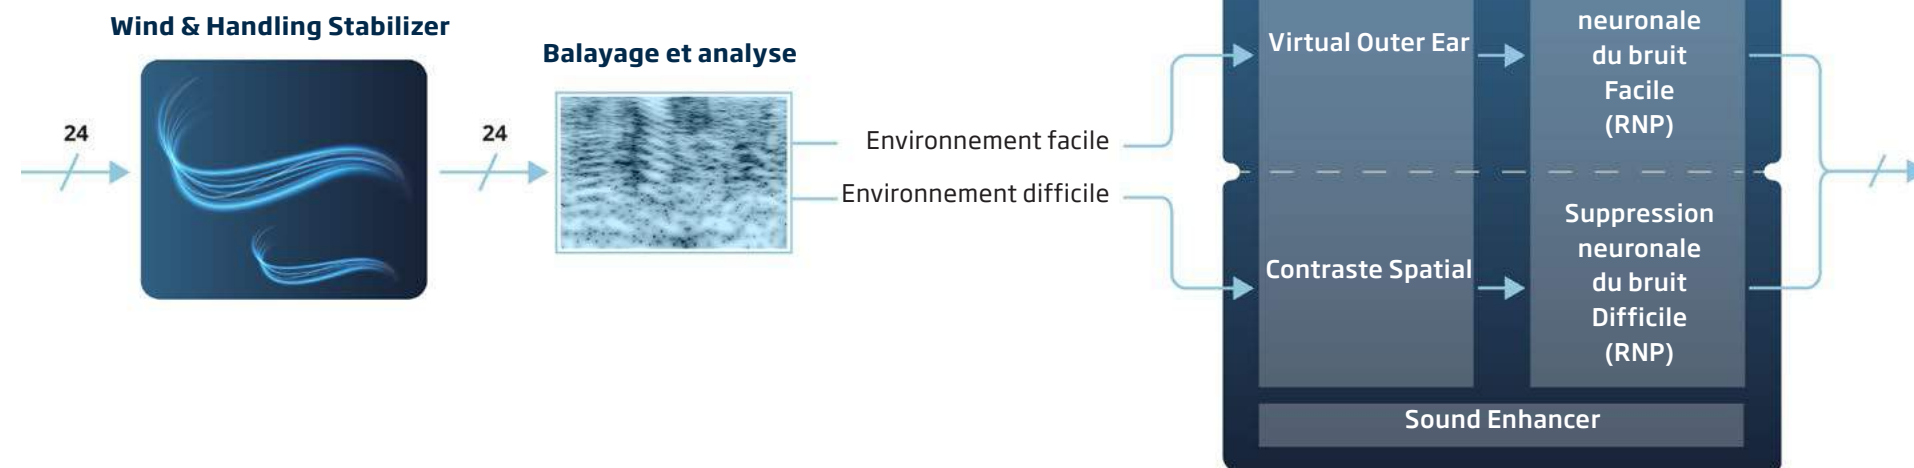 Wind & Handling Stabilizer
24
24
Balayage et analyse
Environnement facile
Environnement difficile
Virtual Outer Ear
neuronale
du bruit
Facile
(RNP)
Contraste Spatial
Suppression
neuronale
du bruit
Difficile
(RNP)
Sound Enhancer